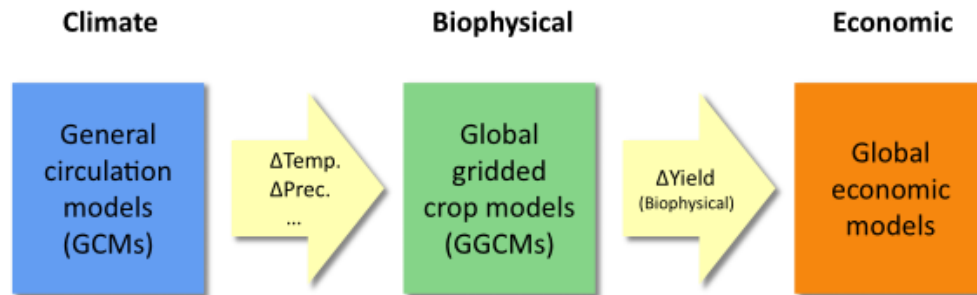 Climate
Biophysical
Economic
General
circulation
models
(GCMs)
ΔTemp.
ΔPrec.
...
Global
gridded
crop models
(GGCMs)
ΔYield
(Biophysical)
Global
economic
models